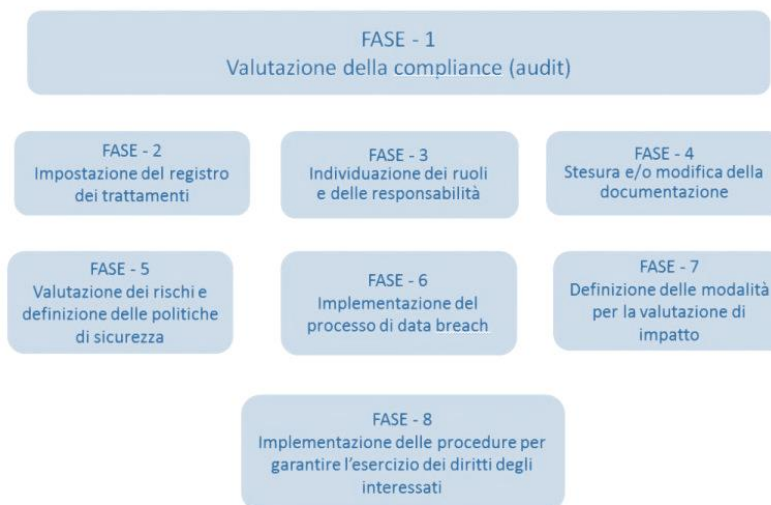 FASE - 1
Valutazione della compliance (audit)
FASE - 2
Impostazione del registro
dei trattamenti
FASE - 3
Individuazione dei ruoli
e delle responsabilità
FASE - 4
Stesura e/o modifica della
documentazione
FASE - 5
Valutazione dei rischi e
definizione delle politiche
di sicurezza
FASE - 6
Implementazione del
processo di data breach
FASE - 7
Definizione delle modalità
per la valutazione di
impatto
FASE - 8
Implementazione delle procedure per
garantire l'esercizio dei diritti degli
interessati